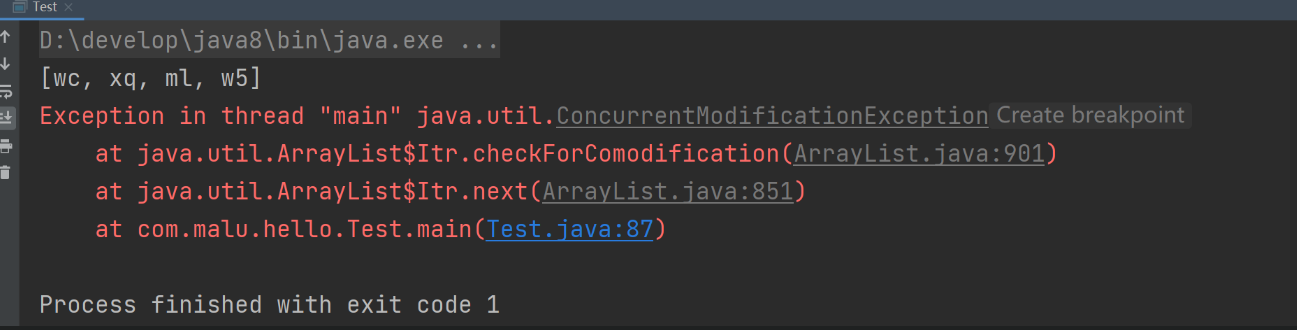 Test
D:\develop\java8\bin\java.exe ...
[wc, xq, ml, w5]
Exception in thread "main" java.util.ConcurrentModificationException Create breakpoint
at java.util.ArrayList$Itr.checkForComodification(ArrayList.java:901)
at java.util.ArrayList$Itr.next(ArrayList.java:851)
at com.malu.hello.Test.main(Test.java:87)
Process finished with exit code 1